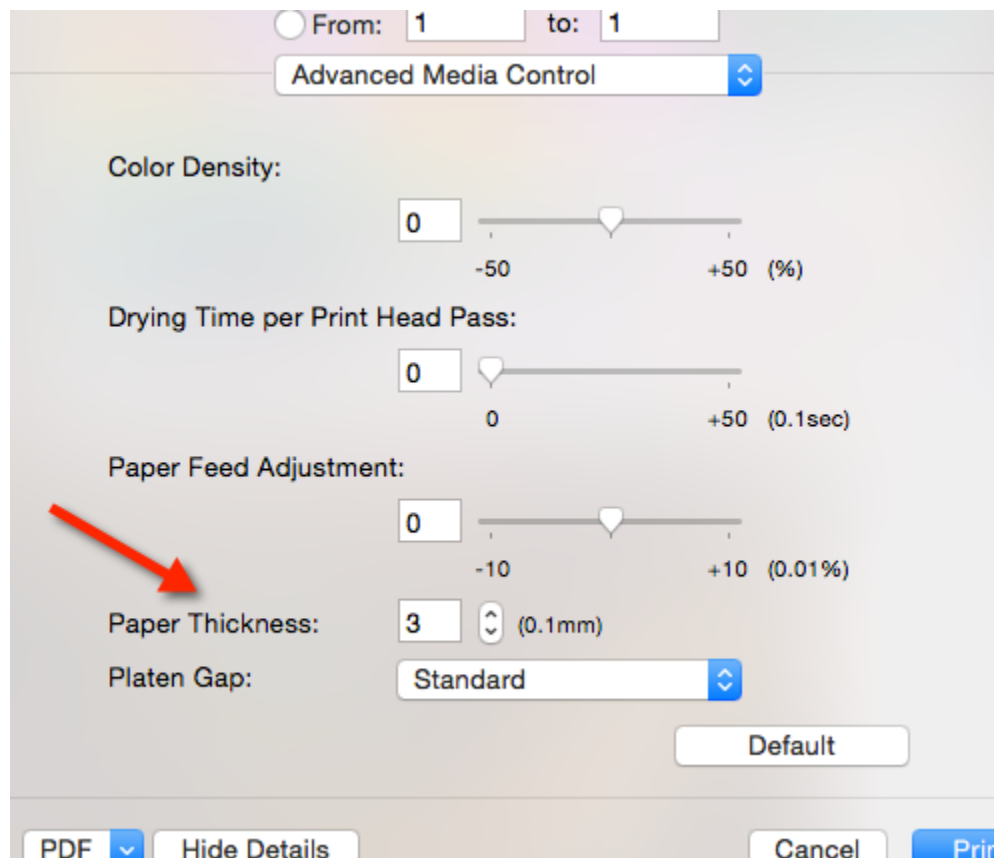 From: 1 to: 1
Advanced Media Control
Color Density:
0
-50 +50 (%)
Drying Time per Print Head Pass:
0
0 +50 (0.1sec)
Paper Feed Adjustment:
0
-10 +10 (0.01%)
Paper Thickness: 3 (0.1mm)
Platen Gap: Standard
Default
PDF Hide Details Cancel Prin